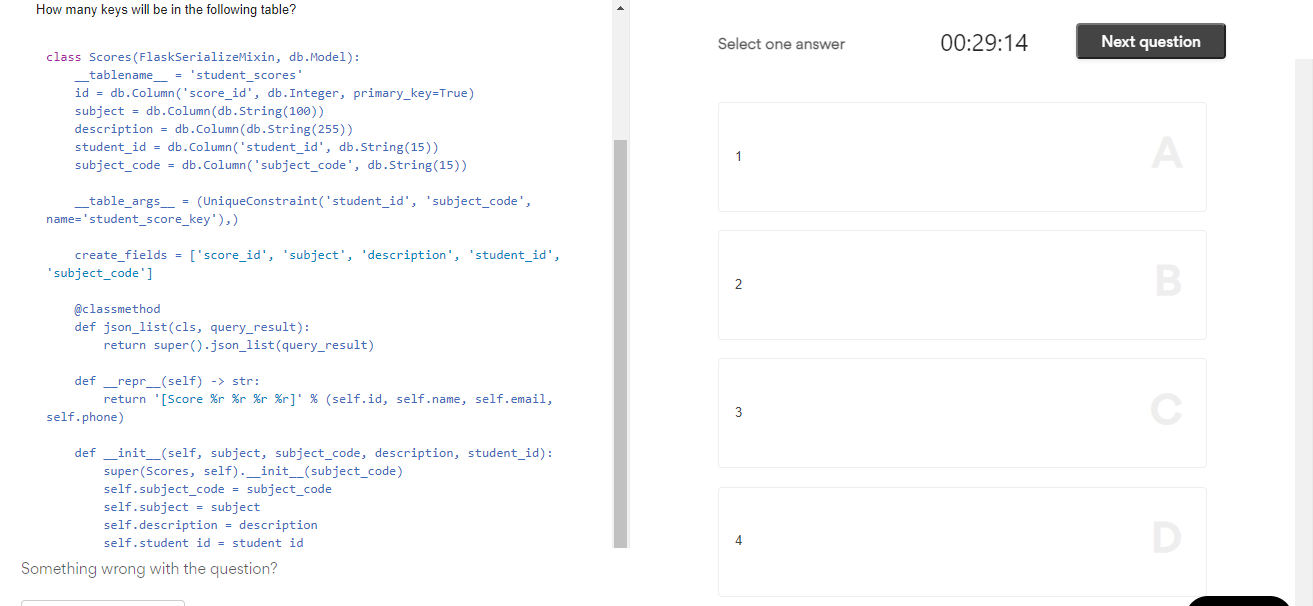 How many keys will be in the following table?
class Scores(FlaskSerializeMixin, db.Model):
    __tablename__ = 'student_scores'
    id = db.Column('score_id', db.Integer, primary_key=True)
    subject = db.Column(db.String(100))
    description = db.Column(db.String(255))
    student_id = db.Column('student_id', db.String(15))
    subject_code = db.Column('subject_code', db.String(15))
    __table_args__ = (UniqueConstraint('student_id', 'subject_code',
name='student_score_key'),)
    create_fields = ['score_id', 'subject', 'description', 'student_id',
'subject_code']
    @classmethod
    def json_list(cls, query_result):
        return super().json_list(query_result)
    def __repr__(self) -> str:
        return '[Score %r %r %r %r]' % (self.id, self.name, self.email,
self.phone)
    def __init__(self, subject, subject_code, description, student_id):
        super(Scores, self).__init__(subject_code)
        self.subject_code = subject_code
        self.subject = subject
        self.description = description
        self.student id = student id
Something wrong with the question?
Select one answer
00:29:14
Next question
1 A
2 B
3 C
4 D